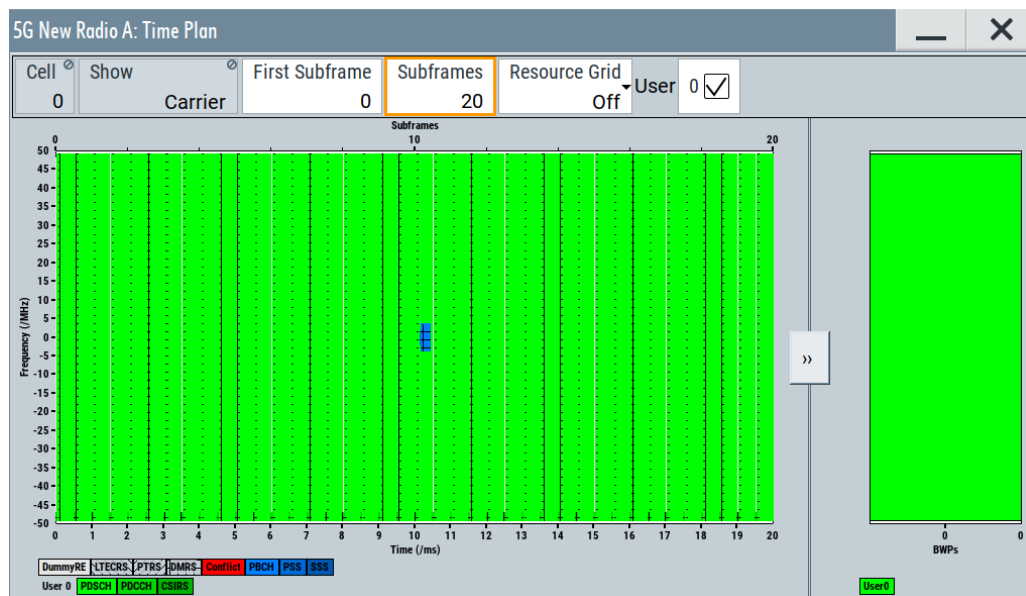 5G New Radio A: Time Plan
Cell Show First Subframe Subframes Resource Grid User 0
0 Carrier 0 20 Off
Subframes
0 10 20
50
45
40
35
30
25
20
15
10
5
0
-5
-10
-15
-20
-25
-30
-35
-40
-45
-50
Frequency (/MHz)
»
0 1 2 3 4 5 6 7 8 9 10 11 12 13 14 15 16 17 18 19 20
Time (/ms)
0 0
BWPs
DummyRE LTECRS PTRS DMRS Conflict PBCH PSS SSS
User 0 PDSCH PDCCH CSIRS
User0